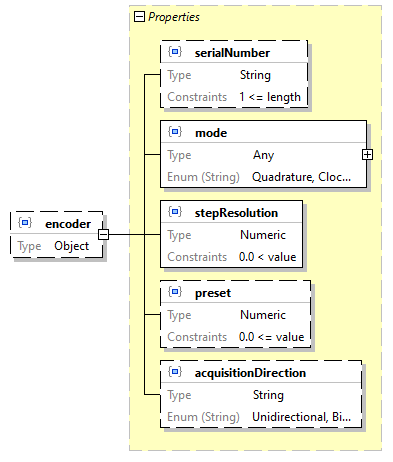 Properties
serialNumber
Type String
Constraints 1 <= length
mode
Type Any
Enum (String) Quadrature, Cloc...
encoder
Type Object
stepResolution
Type Numeric
Constraints 0.0 < value
preset
Type Numeric
Constraints 0.0 <= value
acquisitionDirection
Type String
Enum (String) Unidirectional, Bi...